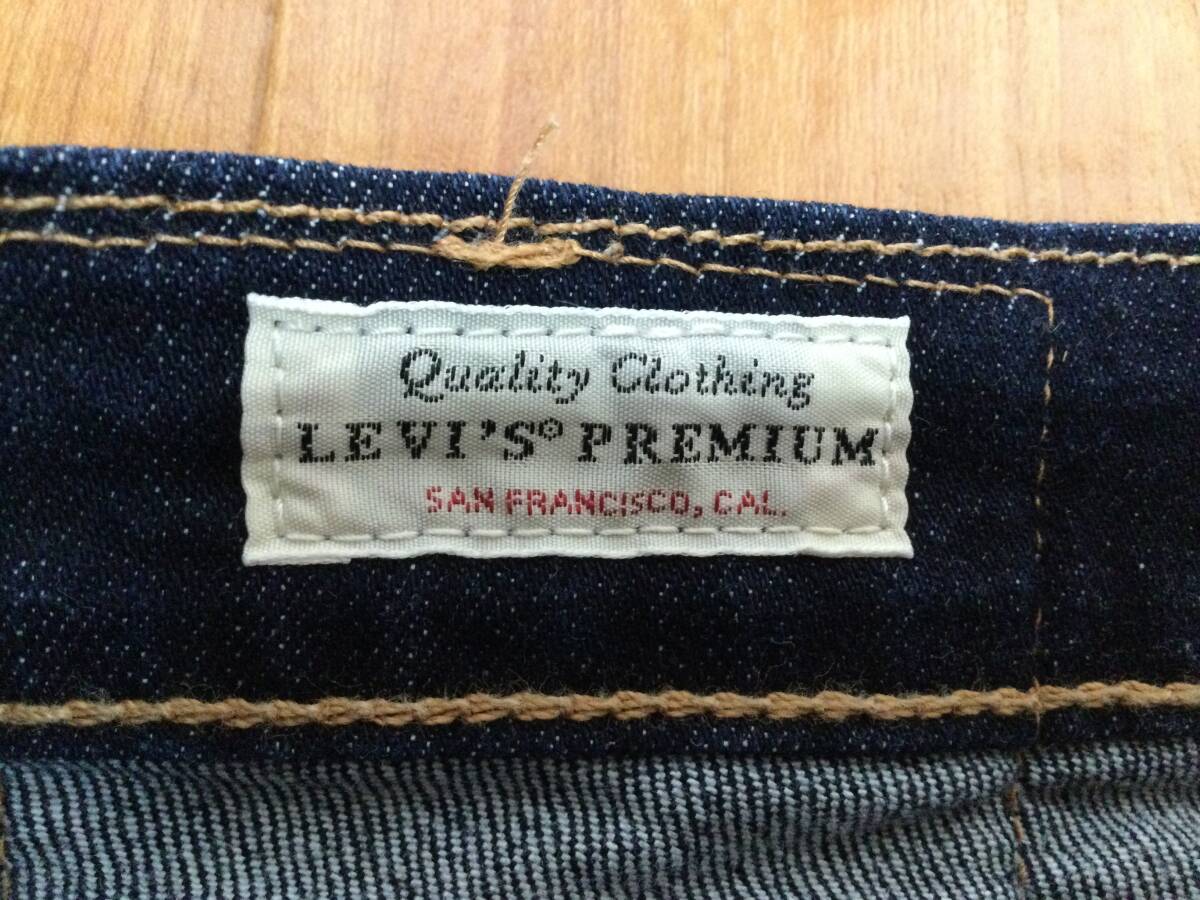 Quality Clothing
LEVI'S® PREMIUM
SAN FRANCISCO, CAL.